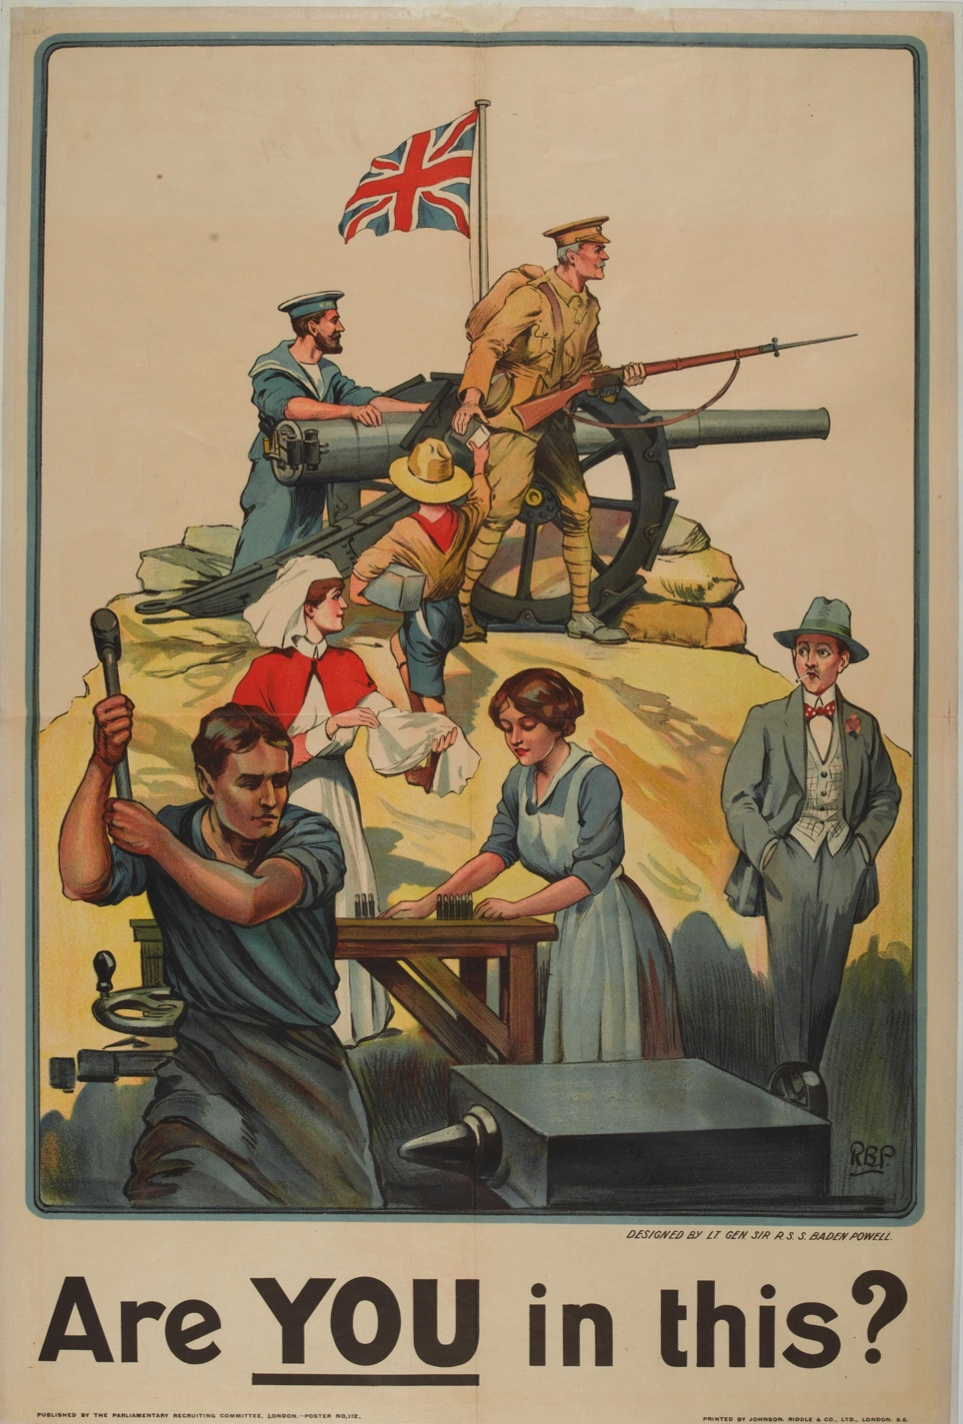 RBP.
DESIGNED BY LT GEN SIR R.S.S. BADEN POWELL.
Are YOU in this?
PUBLISHED BY THE PARLIAMENTARY RECRUITING COMMITTEE, LONDON.—POSTER NO. 112.
PRINTED BY JOHNSON, RIDDLE & CO., LTD., LONDON. S.E.